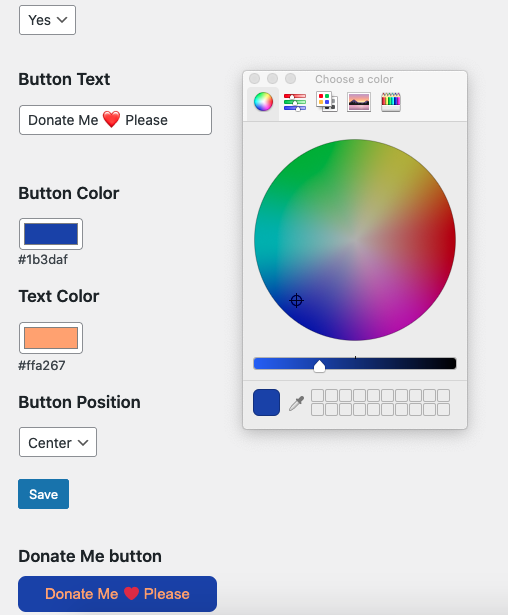 Yes
Button Text
Choose a color
Donate Me ❤️ Please
Button Color
#1b3daf
Text Color
#ffa267
Button Position
Center
Save
Donate Me button
Donate Me ❤️ Please